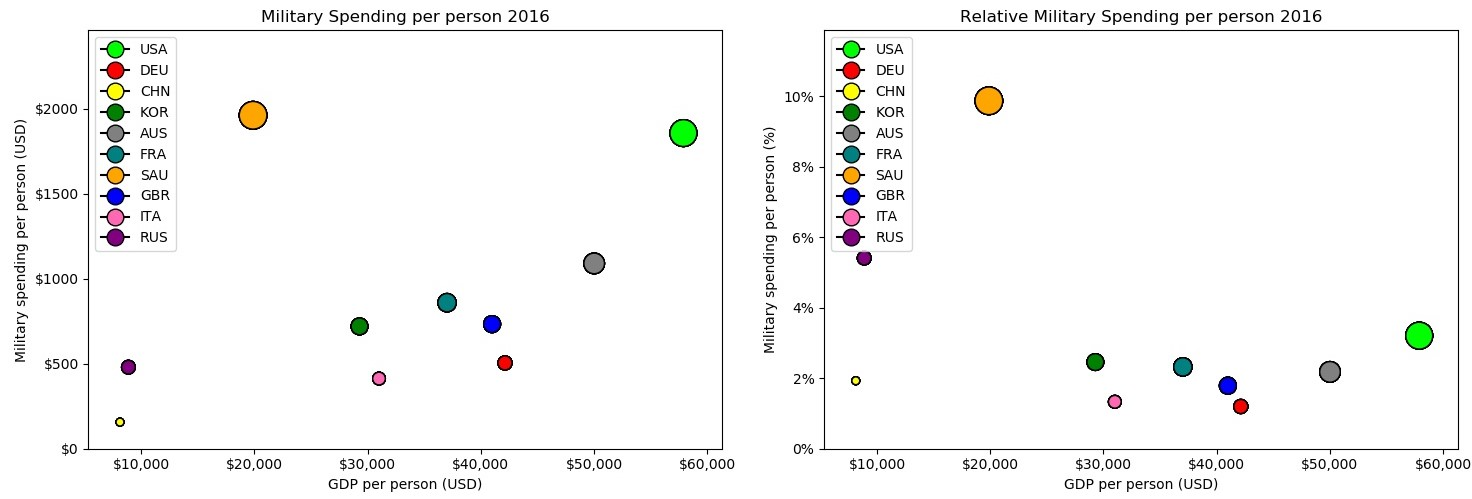 Military Spending per person 2016
Military spending per person (USD)
$2000
$1500
$1000
$500
$0
USA
DEU
CHN
KOR
AUS
FRA
SAU
GBR
ITA
RUS
$10,000 $20,000 $30,000 $40,000 $50,000 $60,000
GDP per person (USD)
Relative Military Spending per person 2016
Military spending per person (%)
10%
8%
6%
4%
2%
0%
USA
DEU
CHN
KOR
AUS
FRA
SAU
GBR
ITA
RUS
$10,000 $20,000 $30,000 $40,000 $50,000 $60,000
GDP per person (USD)